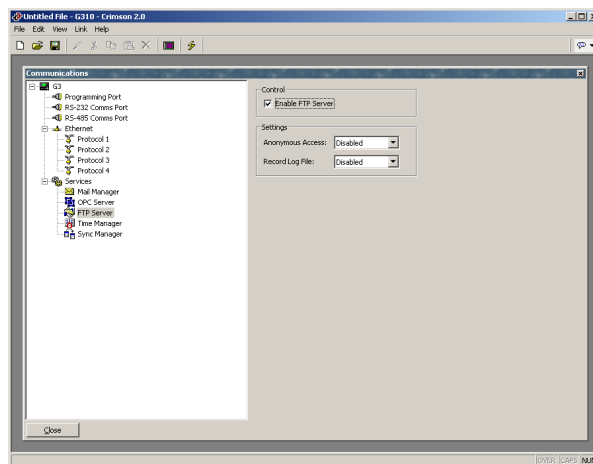 Untitled File - G310 - Crimson 2.0
File Edit View Link Help
Communications
G3
Programming Port
RS-232 Comms Port
RS-485 Comms Port
Ethernet
Protocol 1
Protocol 2
Protocol 3
Protocol 4
Services
Mail Manager
OPC Server
FTP Server
Time Manager
Sync Manager
Control
Enable FTP Server
Settings
Anonymous Access: Disabled
Record Log File: Disabled
Close
OVER CAPS NUM